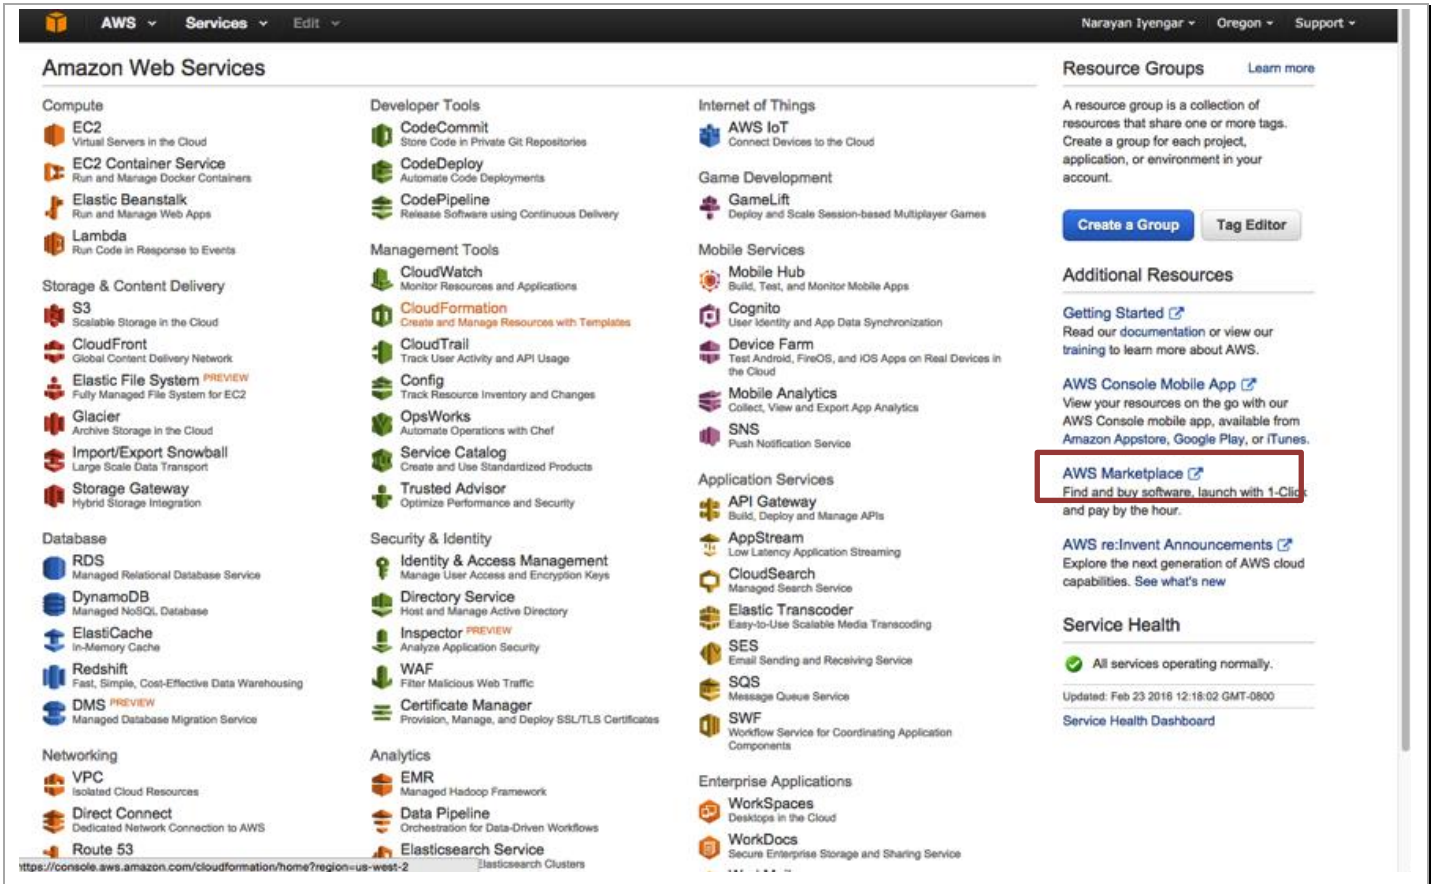 AWS Services Edit Narayan Iyengar Oregon Support
Amazon Web Services
Compute
EC2
Virtual Servers in the Cloud
EC2 Container Service
Run and Manage Docker Containers
Elastic Beanstalk
Run and Manage Web Apps
Lambda
Run Code in Response to Events
Storage & Content Delivery
S3
Scalable Storage in the Cloud
CloudFront
Global Content Delivery Network
Elastic File System PREVIEW
Fully Managed File System for EC2
Glacier
Archive Storage in the Cloud
Import/Export Snowball
Large Scale Data Transport
Storage Gateway
Hybrid Storage Integration
Database
RDS
Managed Relational Database Service
DynamoDB
Managed NoSQL Database
ElastiCache
In-Memory Cache
Redshift
Fast, Simple, Cost-Effective Data Warehousing
DMS PREVIEW
Managed Database Migration Service
Networking
VPC
Isolated Cloud Resources
Direct Connect
Dedicated Network Connection to AWS
Route 53
https://console.aws.amazon.com/cloudformation/home?region=us-west-2
Developer Tools
CodeCommit
Store Code in Private Git Repositories
CodeDeploy
Automate Code Deployments
CodePipeline
Release Software using Continuous Delivery
Management Tools
CloudWatch
Monitor Resources and Applications
CloudFormation
Create and Manage Resources with Templates
CloudTrail
Track User Activity and API Usage
Config
Track Resource Inventory and Changes
OpsWorks
Automate Operations with Chef
Service Catalog
Create and Use Standardized Products
Trusted Advisor
Optimize Performance and Security
Security & Identity
Identity & Access Management
Manage User Access and Encryption Keys
Directory Service
Host and Manage Active Directory
Inspector PREVIEW
Analyze Application Security
WAF
Filter Malicious Web Traffic
Certificate Manager
Provision, Manage, and Deploy SSL/TLS Certificates
Analytics
EMR
Managed Hadoop Framework
Data Pipeline
Orchestration for Data-Driven Workflows
Elasticsearch Service
Elasticsearch Clusters
Internet of Things
AWS IoT
Connect Devices to the Cloud
Game Development
GameLift
Deploy and Scale Session-based Multiplayer Games
Mobile Services
Mobile Hub
Build, Test, and Monitor Mobile Apps
Cognito
User Identity and App Data Synchronization
Device Farm
Test Android, FireOS, and iOS Apps on Real Devices in
the Cloud
Mobile Analytics
Collect, View and Export App Analytics
SNS
Push Notification Service
Application Services
API Gateway
Build, Deploy and Manage APIs
AppStream
Low Latency Application Streaming
CloudSearch
Managed Search Service
Elastic Transcoder
Easy-to-Use Scalable Media Transcoding
SES
Email Sending and Receiving Service
SQS
Message Queue Service
SWF
Workflow Service for Coordinating Application
Components
Enterprise Applications
WorkSpaces
Desktops in the Cloud
WorkDocs
Secure Enterprise Storage and Sharing Service
Resource Groups Learn more
A resource group is a collection of
resources that share one or more tags.
Create a group for each project,
application, or environment in your
account.
Create a Group Tag Editor
Additional Resources
Getting Started
Read our documentation or view our
training to learn more about AWS.
AWS Console Mobile App
View your resources on the go with our
AWS Console mobile app, available from
Amazon Appstore, Google Play, or iTunes.
AWS Marketplace
Find and buy software, launch with 1-Click
and pay by the hour.
AWS re:Invent Announcements
Explore the next generation of AWS cloud
capabilities. See what's new
Service Health
All services operating normally.
Updated: Feb 23 2016 12:18:02 GMT-0800
Service Health Dashboard